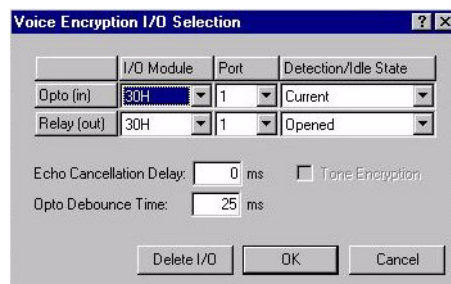 Voice Encryption I/O Selection
I/O Module Port Detection/Idle State
Opto (in) 30H 1 Current
Relay (out) 30H 1 Opened
Echo Cancellation Delay: 0 ms Tone Encryption
Opto Debounce Time: 25 ms
Delete I/O OK Cancel